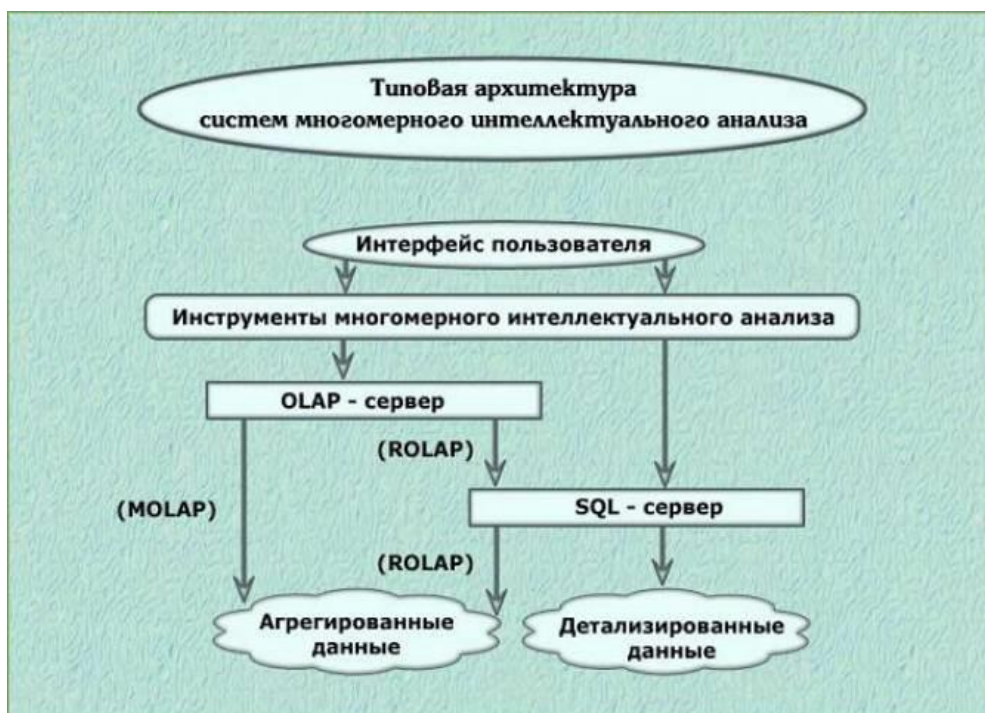 Типовая архитектура
систем многомерного интеллектуального анализа
Интерфейс пользователя
Инструменты многомерного интеллектуального анализа
OLAP - сервер
(ROLAP)
(MOLAP)
SQL - сервер
(ROLAP)
Агрегированные
данные
Детализированные
данные